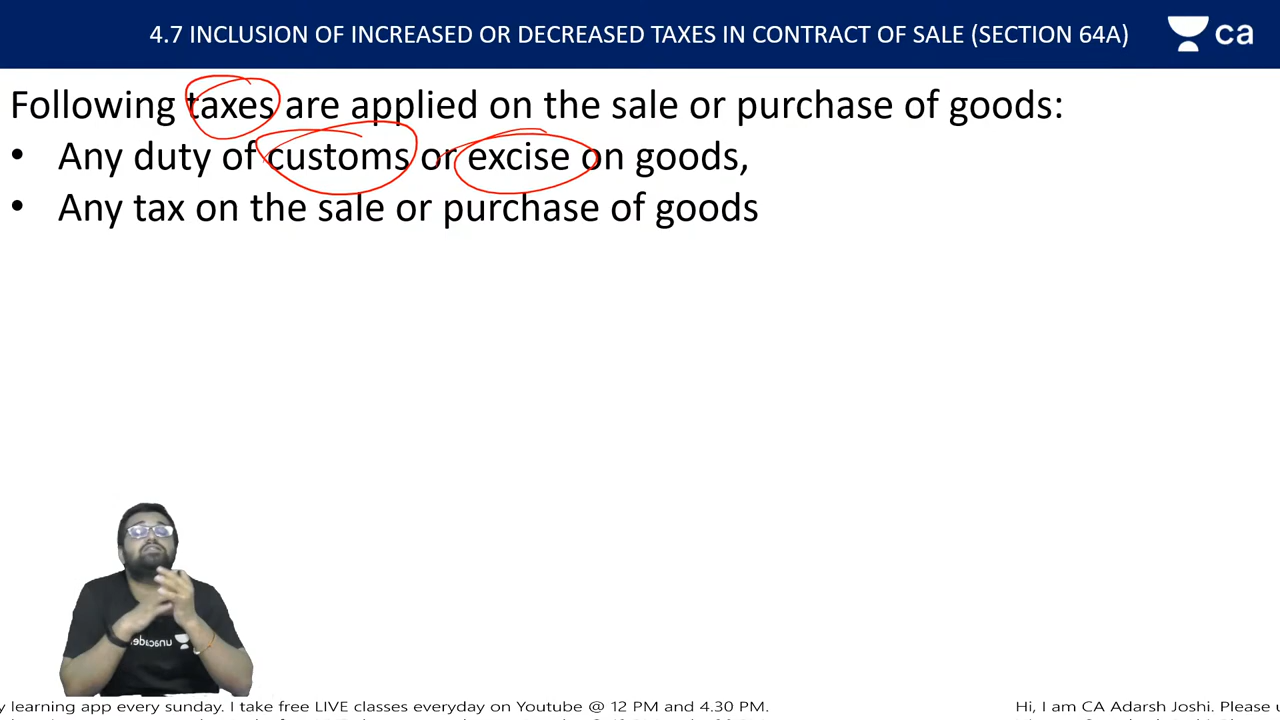 4.7 INCLUSION OF INCREASED OR DECREASED TAXES IN CONTRACT OF SALE (SECTION 64A)
ca
Following taxes are applied on the sale or purchase of goods:
• Any duty of customs or excise on goods,
• Any tax on the sale or purchase of goods
y learning app every sunday. I take free LIVE classes everyday on Youtube @ 12 PM and 4.30 PM.
Hi, I am CA Adarsh Joshi. Please u